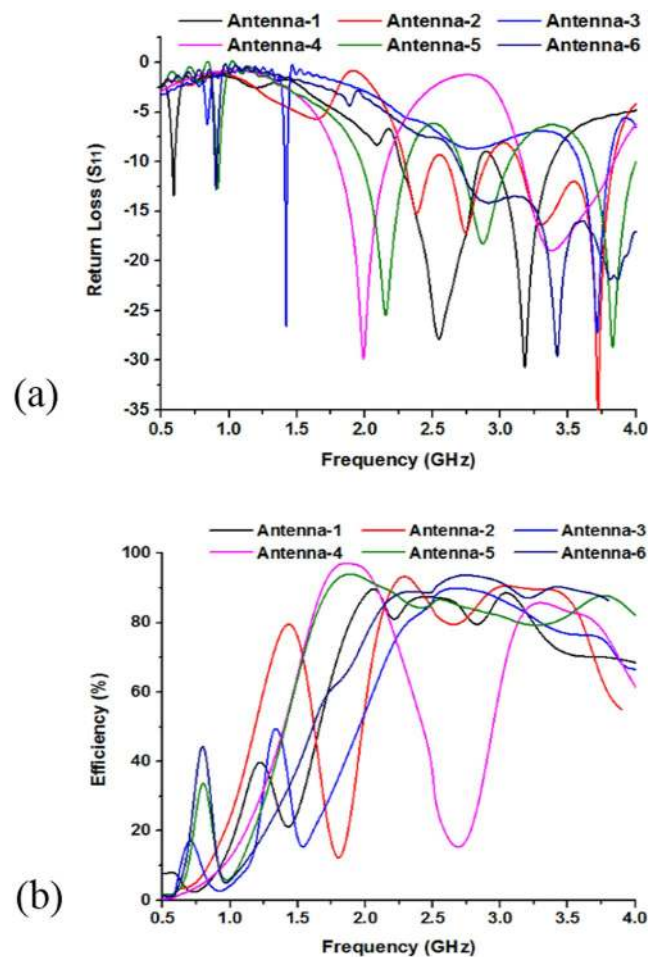 Antenna-1 Antenna-2 Antenna-3
Antenna-4 Antenna-5 Antenna-6
0
-5
-10
-15
-20
-25
-30
-35
Return Loss (S11)
0.5 1.0 1.5 2.0 2.5 3.0 3.5 4.0
Frequency (GHz)
(a)
Antenna-1 Antenna-2 Antenna-3
Antenna-4 Antenna-5 Antenna-6
100
80
60
40
20
0
Efficiency (%)
0.5 1.0 1.5 2.0 2.5 3.0 3.5 4.0
Frequency (GHz)
(b)